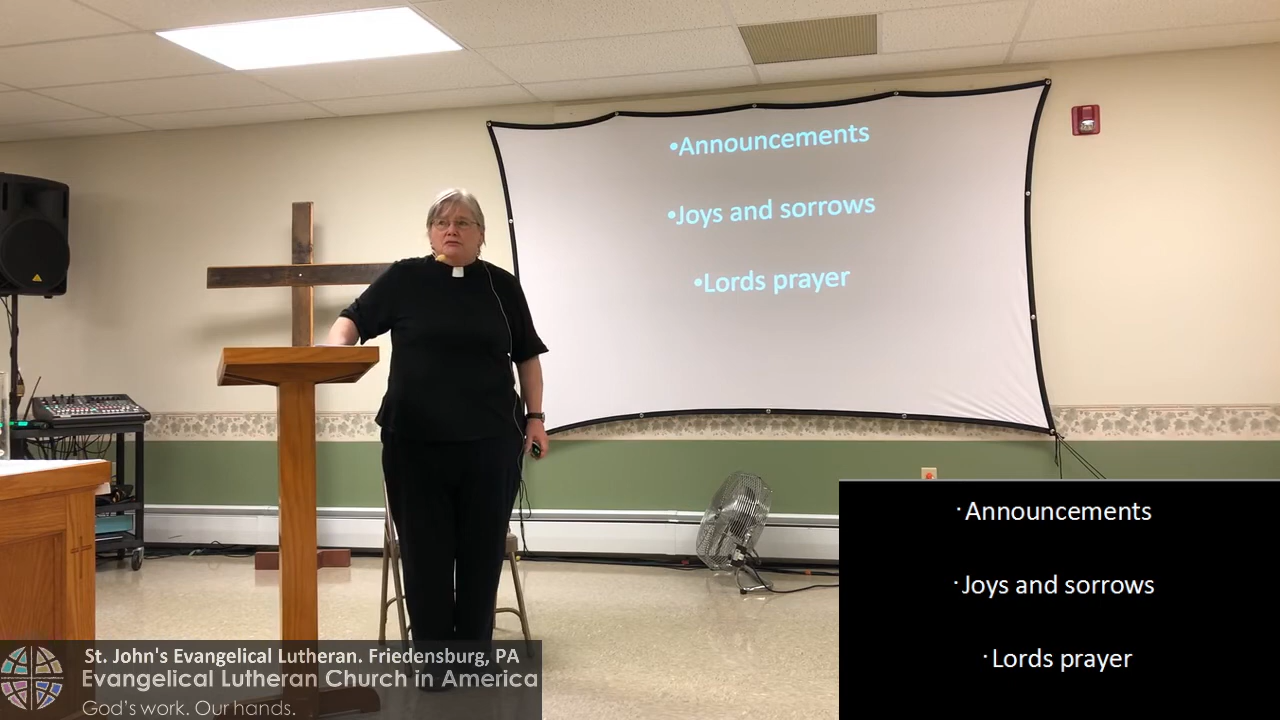 •Announcements
•Joys and sorrows
•Lords prayer
·Announcements
·Joys and sorrows
·Lords prayer
St. John's Evangelical Lutheran. Friedensburg, PA
Evangelical Lutheran Church in America
God's work. Our hands.